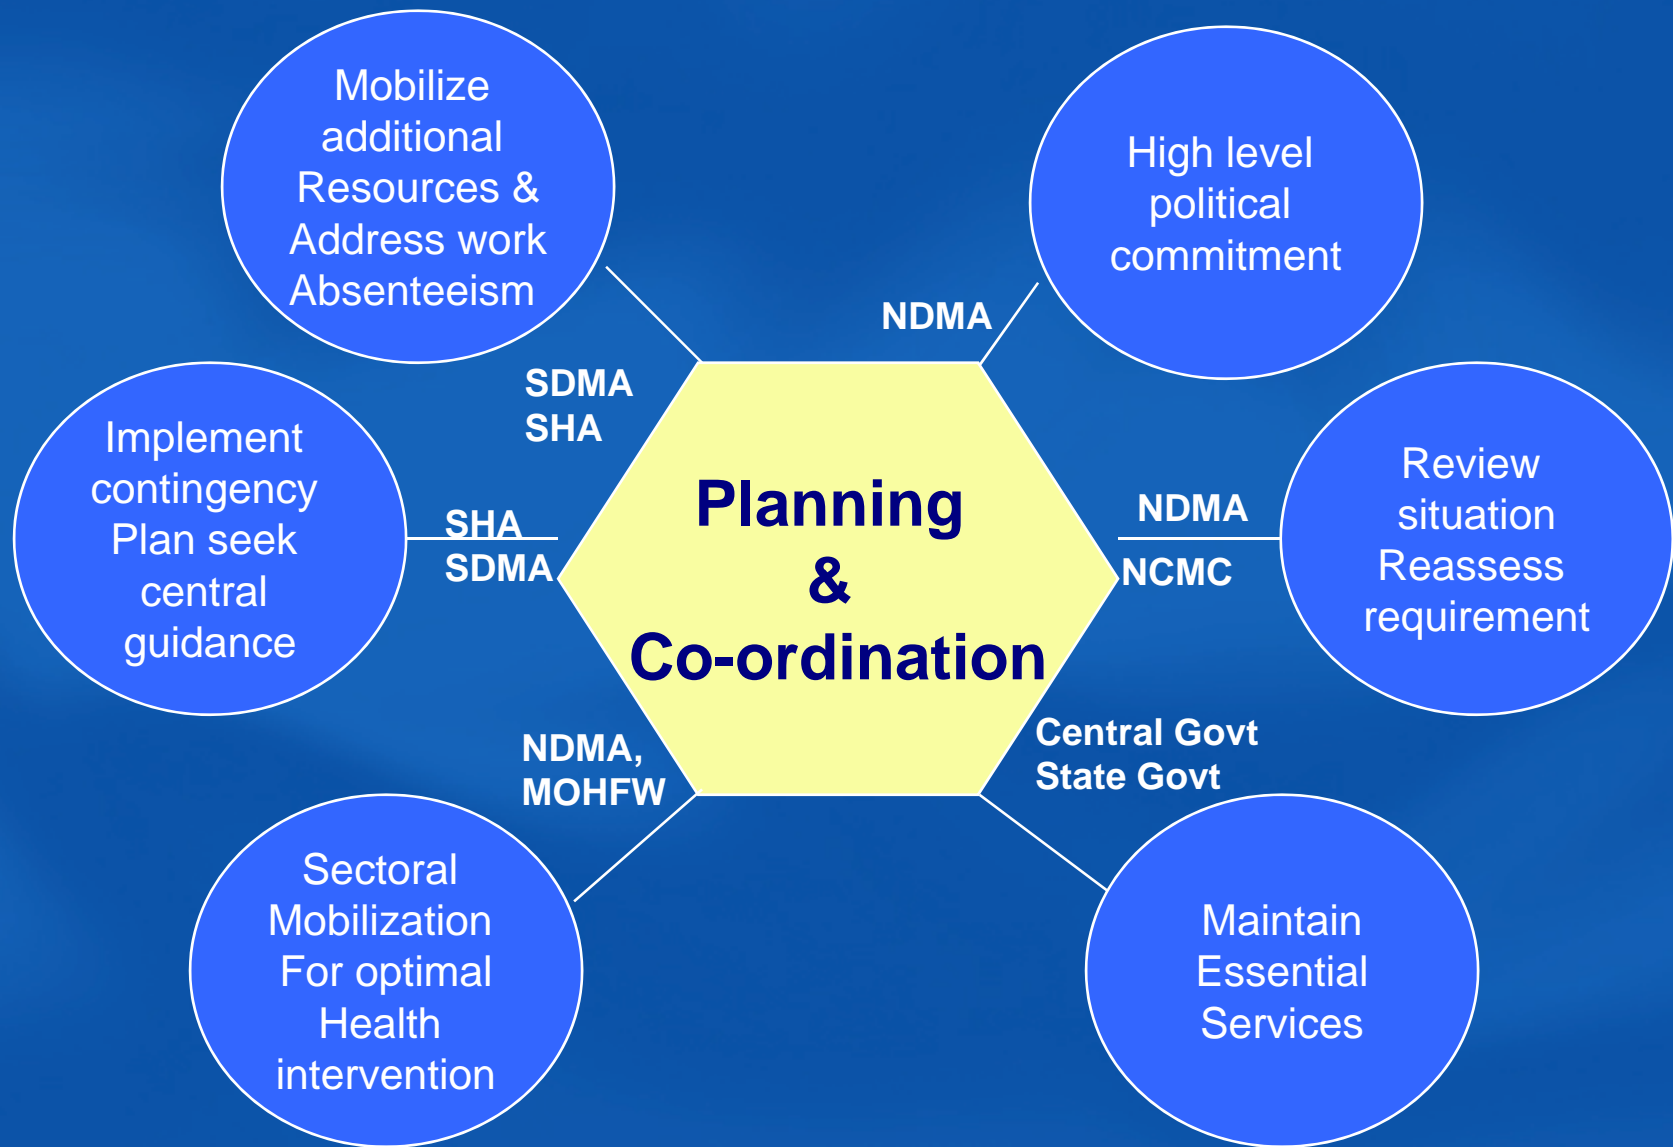 Mobilize
additional
Resources &
Address work
Absenteeism
High level
political
commitment
NDMA
SDMA
SHA
Implement
contingency
Plan seek
central
guidance
SHA
SDMA
Planning
&
Co-ordination
NDMA
NCMC
Review
situation
Reassess
requirement
NDMA,
MOHFW
Central Govt
State Govt
Sectoral
Mobilization
For optimal
Health
intervention
Maintain
Essential
Services